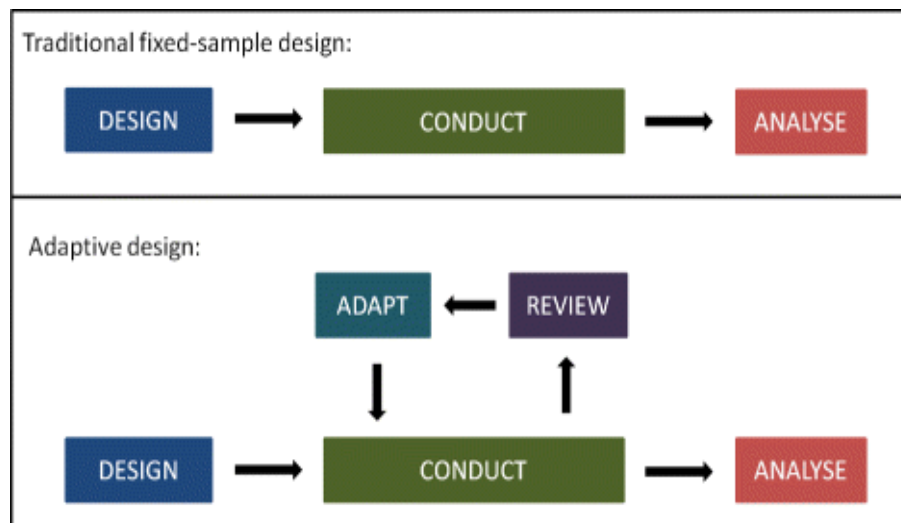 Traditional fixed-sample design:
DESIGN
CONDUCT
ANALYSE
Adaptive design:
ADAPT
REVIEW
DESIGN
CONDUCT
ANALYSE